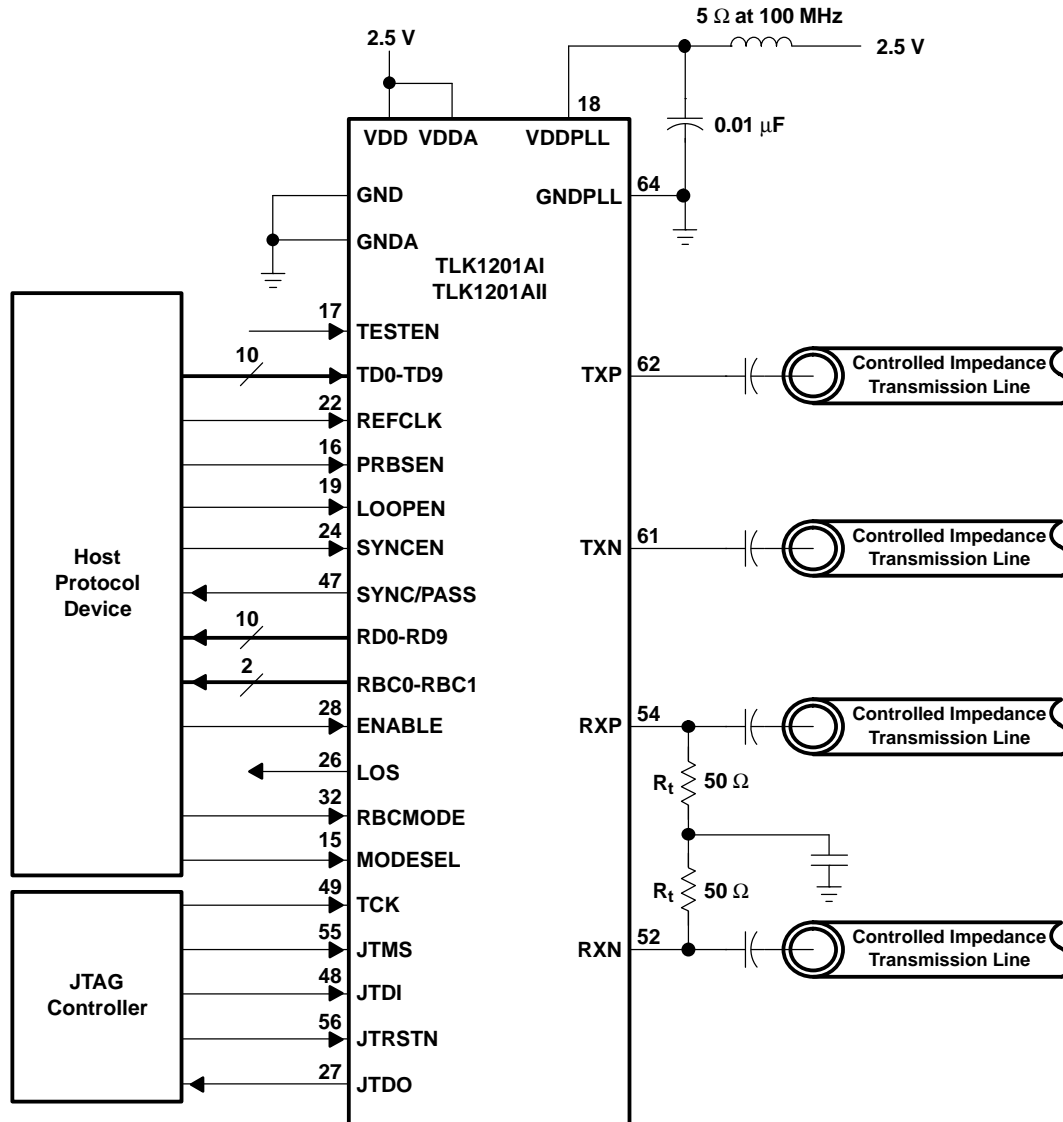 5 Ω at 100 MHz
2.5 V
2.5 V
18
0.01 μF
VDD VDDA VDDPLL
GND
64
GNDPLL
GNDA
TLK1201AI
TLK1201AII
17
TESTEN
10
TD0-TD9
22
REFCLK
16
PRBSEN
19
LOOPEN
24
SYNCEN
47
SYNC/PASS
10
RD0-RD9
2
RBC0-RBC1
28
ENABLE
26
LOS
32
RBCMODE
15
MODESEL
Host
Protocol
Device
49
TCK
55
JTMS
48
JTDI
56
JTRSTN
27
JTDO
JTAG
Controller
TXP
62
Controlled Impedance
Transmission Line
TXN
61
Controlled Impedance
Transmission Line
RXP
54
Controlled Impedance
Transmission Line
Rt 50 Ω
Rt 50 Ω
RXN
52
Controlled Impedance
Transmission Line